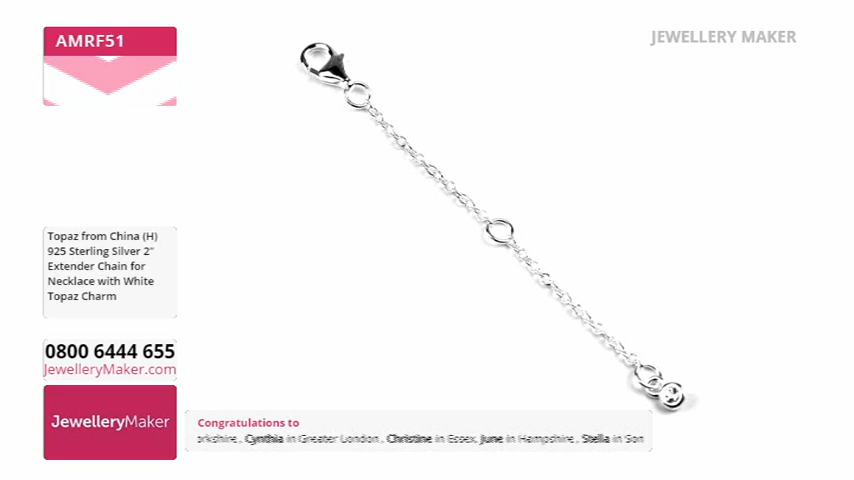 AMRF51
JEWELLERY MAKER
Topaz from China (H)
925 Sterling Silver 2"
Extender Chain for
Necklace with White
Topaz Charm
0800 6444 655
JewelleryMaker.com
JewelleryMaker
Congratulations to
orkshire, Cynthia in Greater London, Christine in Essex, June in Hampshire, Stella in Som